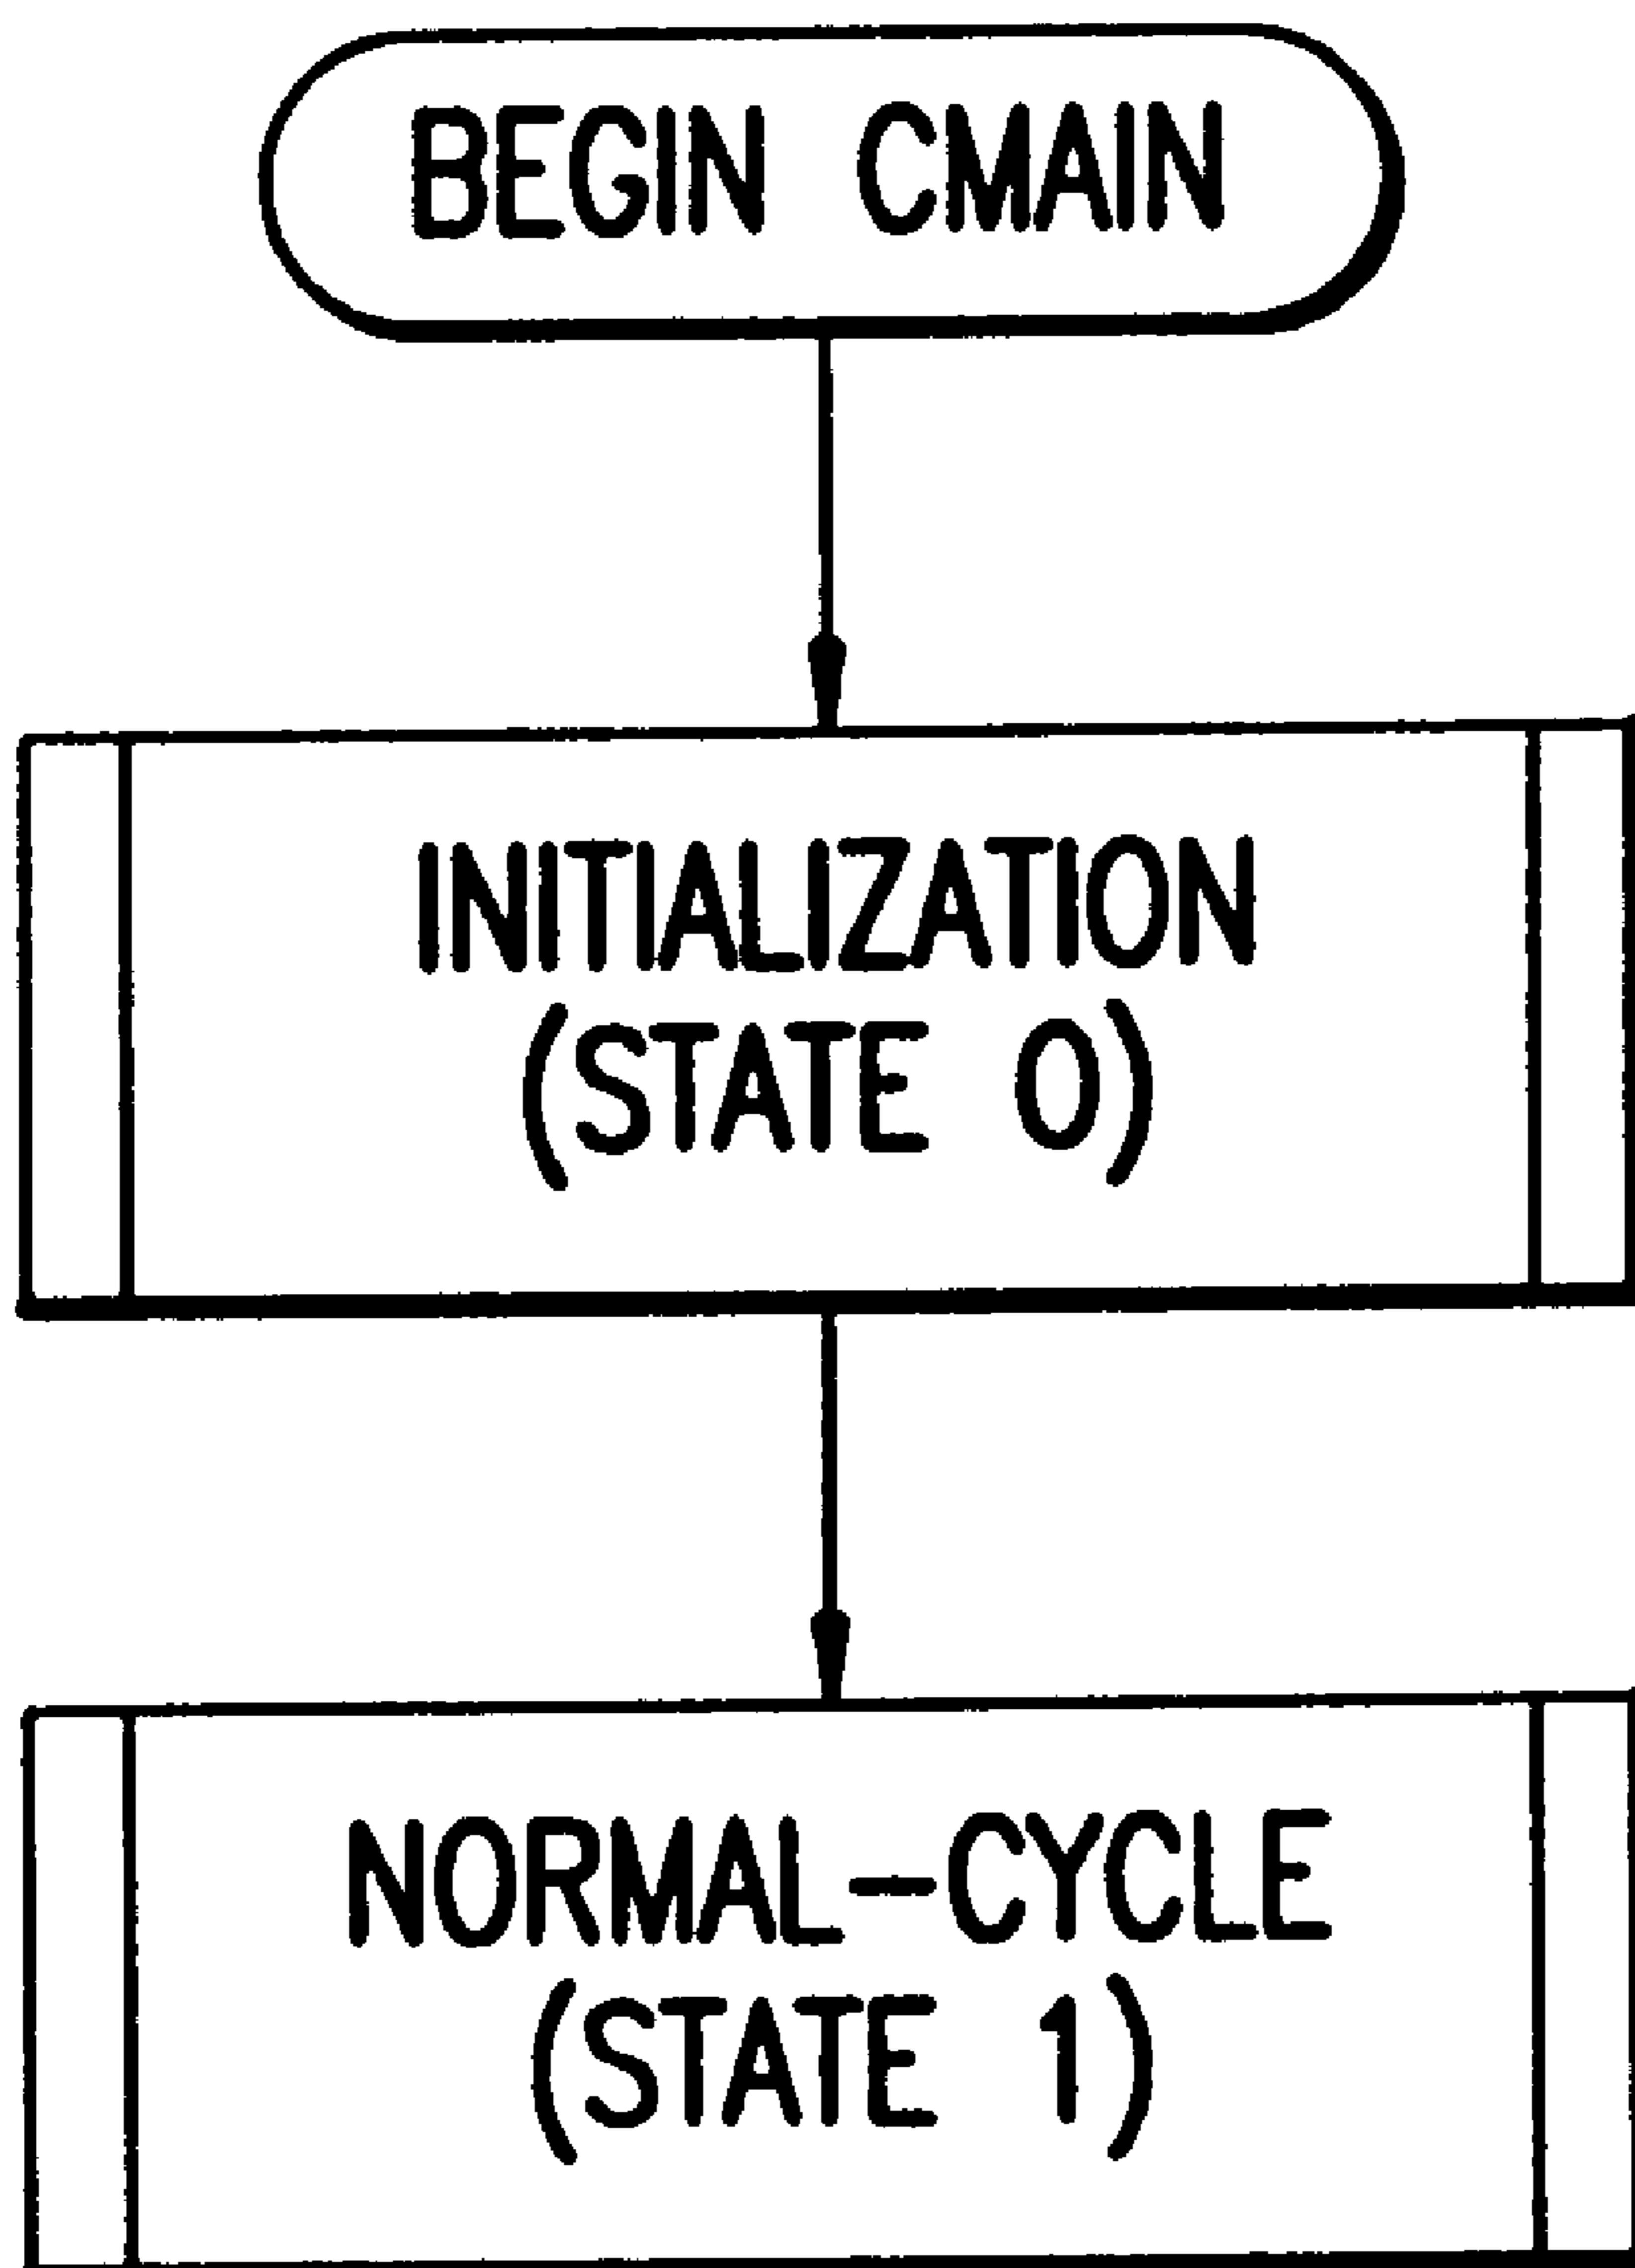 BEGIN CMAIN
INITIALIZATION
(STATE 0)
NORMAL-CYCLE
(STATE 1)